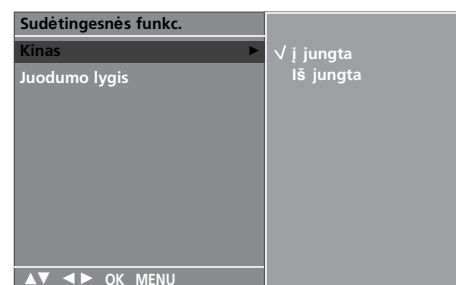 Sudėtingesnės funkc.
Kinas ►
Juodumo lygis
√ į jungta
Iš jungta
▲▼ ◄► OK MENU